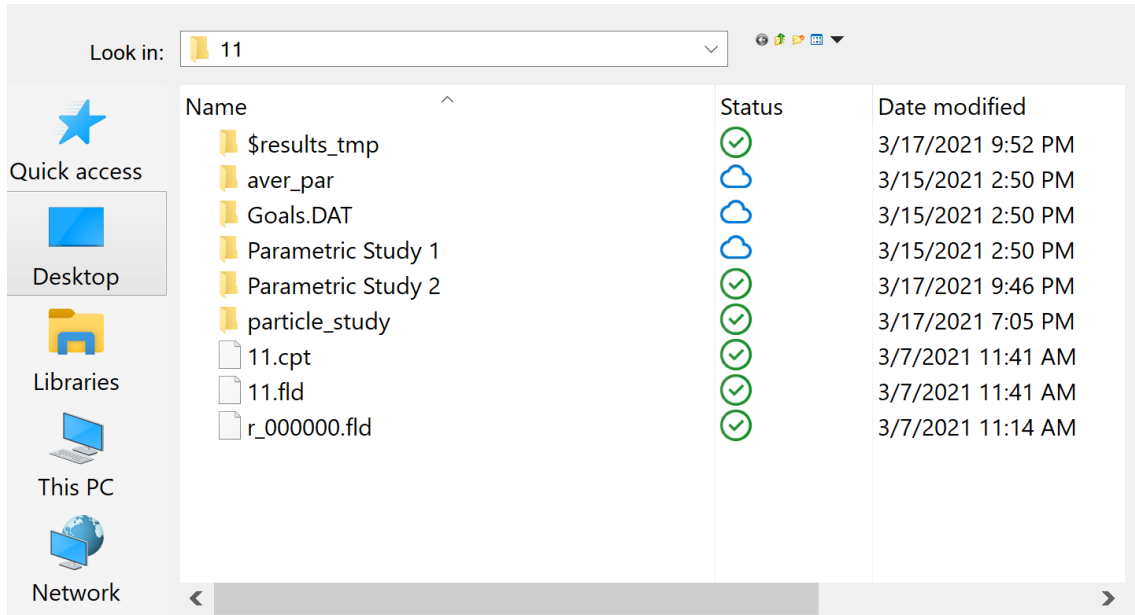 Look in: 11
Name Status Date modified
Quick access
Desktop
Libraries
This PC
Network
$results_tmp 3/17/2021 9:52 PM
aver_par 3/15/2021 2:50 PM
Goals.DAT 3/15/2021 2:50 PM
Parametric Study 1 3/15/2021 2:50 PM
Parametric Study 2 3/17/2021 9:46 PM
particle_study 3/17/2021 7:05 PM
11.cpt 3/7/2021 11:41 AM
11.fld 3/7/2021 11:41 AM
r_000000.fld 3/7/2021 11:14 AM